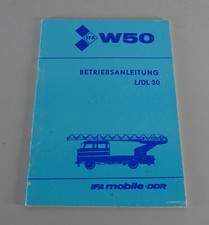 IFA
W50
BETRIEBSANLEITUNG
L/DL 30
IFA mobile-DDR